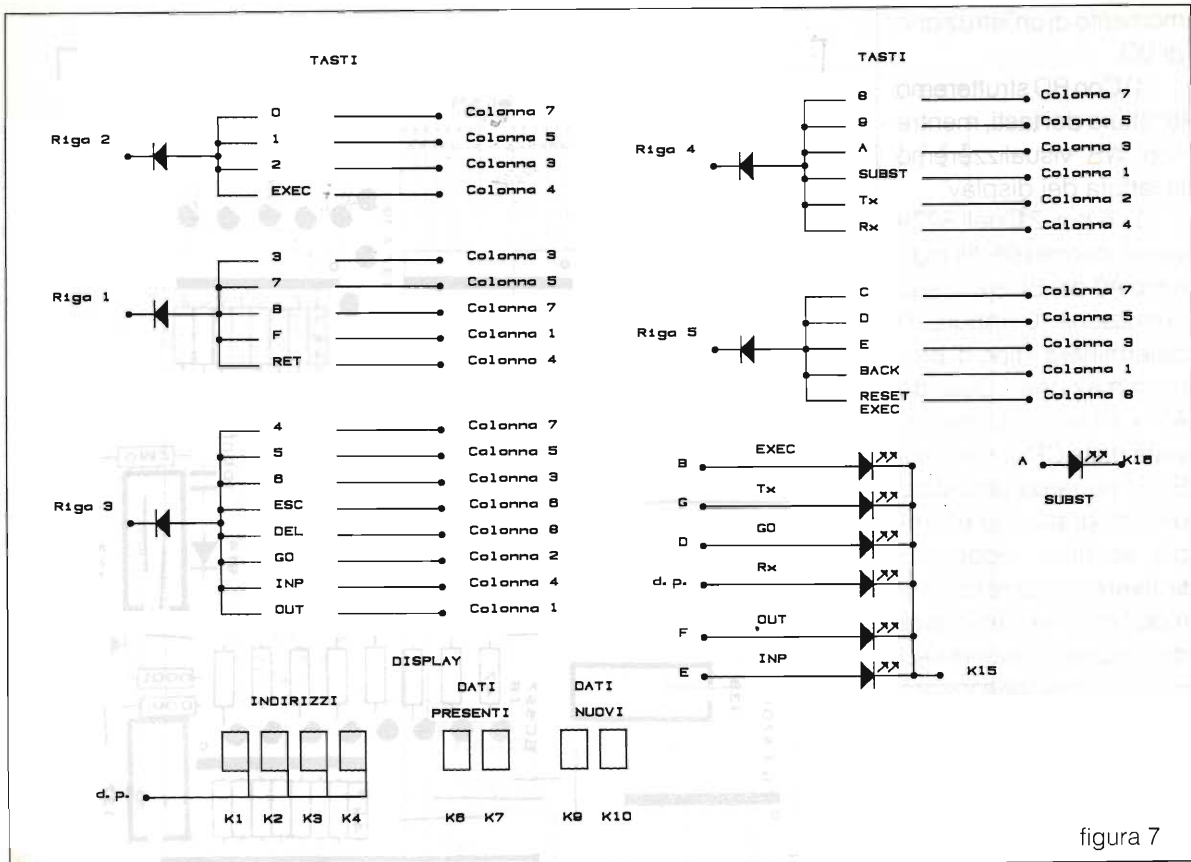 TASTI
Riga 2
0 Colonna 7
1 Colonna 5
2 Colonna 3
EXEC Colonna 4
Riga 1
3 Colonna 3
7 Colonna 5
B Colonna 7
F Colonna 1
RET Colonna 4
Riga 3
4 Colonna 7
5 Colonna 5
6 Colonna 3
ESC Colonna 6
DEL Colonna 8
GO Colonna 2
INP Colonna 4
OUT Colonna 1
TASTI
Riga 4
8 Colonna 7
9 Colonna 5
A Colonna 3
SUBST Colonna 1
Tx Colonna 2
Rx Colonna 4
Riga 5
C Colonna 7
D Colonna 5
E Colonna 3
BACK Colonna 1
RESET Colonna 8
EXEC
B EXEC
G Tx
D GO
d. p. Rx
F OUT
E INP
K15
A K16
SUBST
DISPLAY
INDIRIZZI
DATI
PRESENTI
DATI
NUOVI
d. p.
K1 K2 K3 K4 K6 K7 K9 K10
figura 7